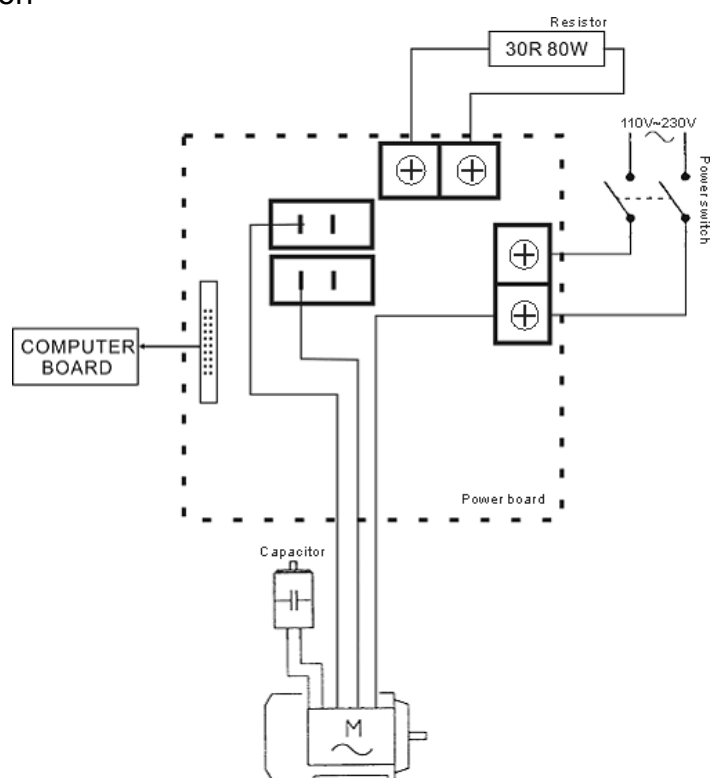 Resistor
30R 80W
110V~230V
Power switch
COMPUTER
BOARD
Power board
Capacitor
M